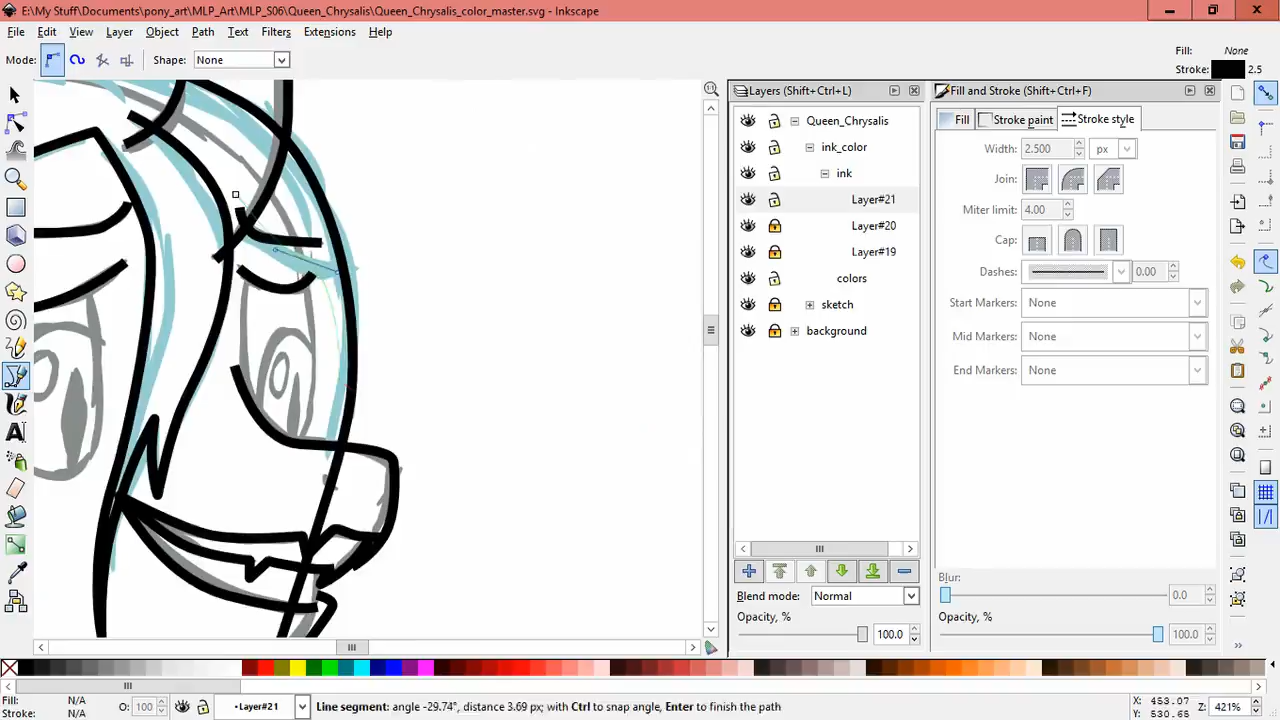 E:\My Stuff\Documents\pony_art\MLP_Art\MLP_S06\Queen_Chrysalis\Queen_Chrysalis_color_master.svg - Inkscape
File Edit View Layer Object Path Text Filters Extensions Help
Mode: Shape: None
Fill: None
Stroke: 2.5
Layers (Shift+Ctrl+L)
Fill and Stroke (Shift+Ctrl+F)
Queen_Chrysalis
ink_color
ink
Layer#21
Layer#20
Layer#19
colors
sketch
background
Fill Stroke paint Stroke style
Width: 2.500 px
Join:
Miter limit: 4.00
Cap:
Dashes: 0.00
Start Markers: None
Mid Markers: None
End Markers: None
Blend mode: Normal
Opacity, %
100.0
Blur:
0.0
Opacity, %
100.0
Fill: N/A
Stroke: N/A
O: 100
•Layer#21
Line segment: angle -29.74°, distance 3.69 px; with Ctrl to snap angle, Enter to finish the path
X: 453.07
Y: 530.65
Z: 421%